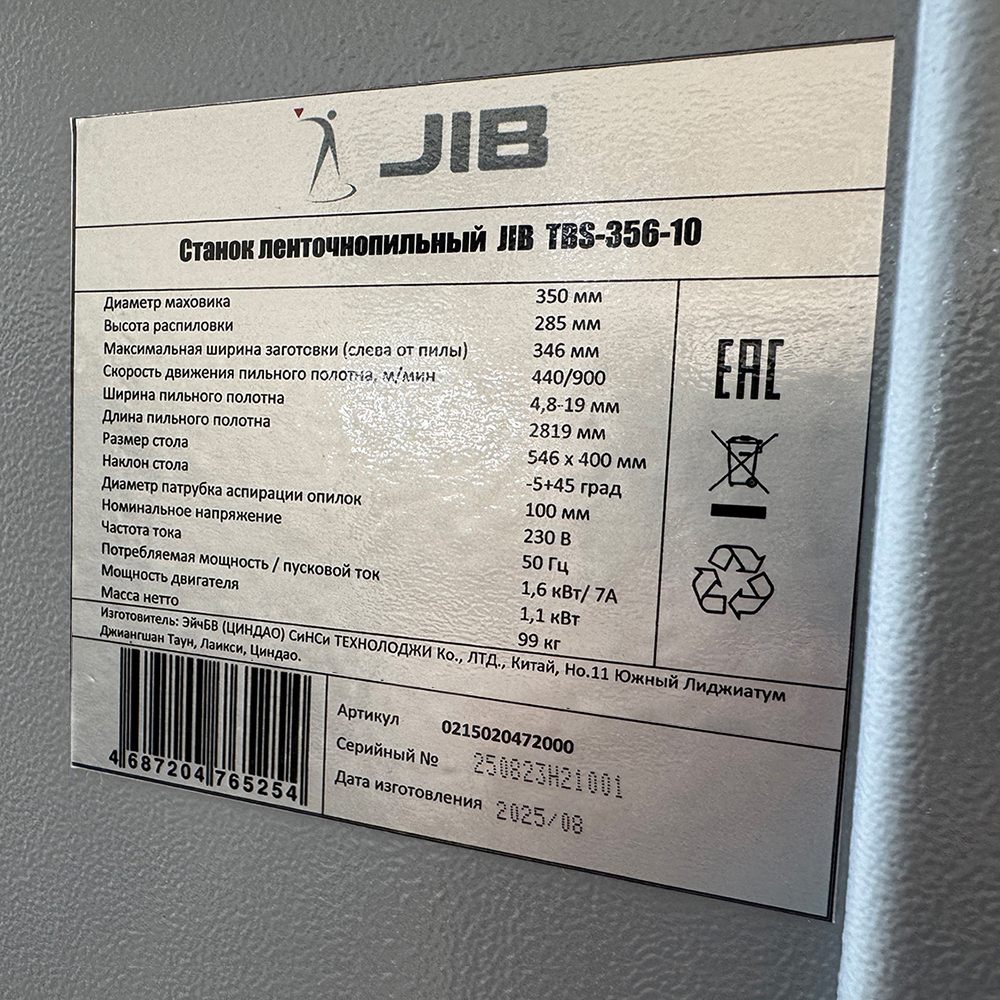 JIB
Станок ленточнопильный JIB TBS-356-10
Диаметр маховика 350 мм
Высота распиловки 285 мм
Максимальная ширина заготовки (слева от пилы) 346 мм
Скорость движения пильного полотна, м/мин 440/900
Ширина пильного полотна 4,8-19 мм
Длина пильного полотна 2819 мм
Размер стола 546 х 400 мм
Наклон стола -5+45 град
Диаметр патрубка аспирации опилок 100 мм
Номинальное напряжение 230 В
Частота тока 50 Гц
Потребляемая мощность / пусковой ток 1,6 кВт/ 7А
Мощность двигателя 1,1 кВт
Масса нетто 99 кг
EAC
Изготовитель: ЭйчБВ (ЦИНДАО) СиНСи ТЕХНОЛОДЖИ Ко., ЛТД., Китай, Но.11 Южный Лиджиатум
Джиангшан Таун, Лаикси, Циндао.
4 687204 765254
Артикул 0215020472000
Серийный № 250823H21001
Дата изготовления 2025/08